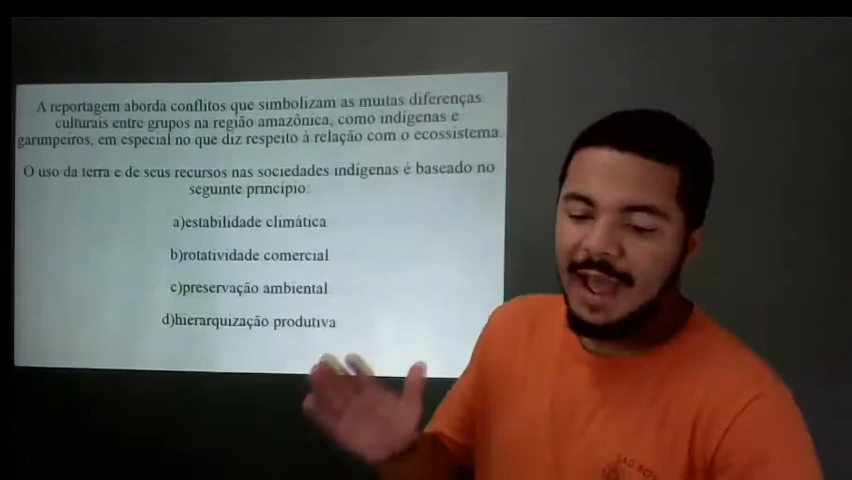 A reportagem aborda conflitos que simbolizam as muitas diferenças
culturais entre grupos na região amazônica, como indígenas e
garimpeiros, em especial no que diz respeito à relação com o ecossistema.
O uso da terra e de seus recursos nas sociedades indígenas é baseado no
seguinte princípio:
a)estabilidade climática
b)rotatividade comercial
c)preservação ambiental
d)hierarquização produtiva